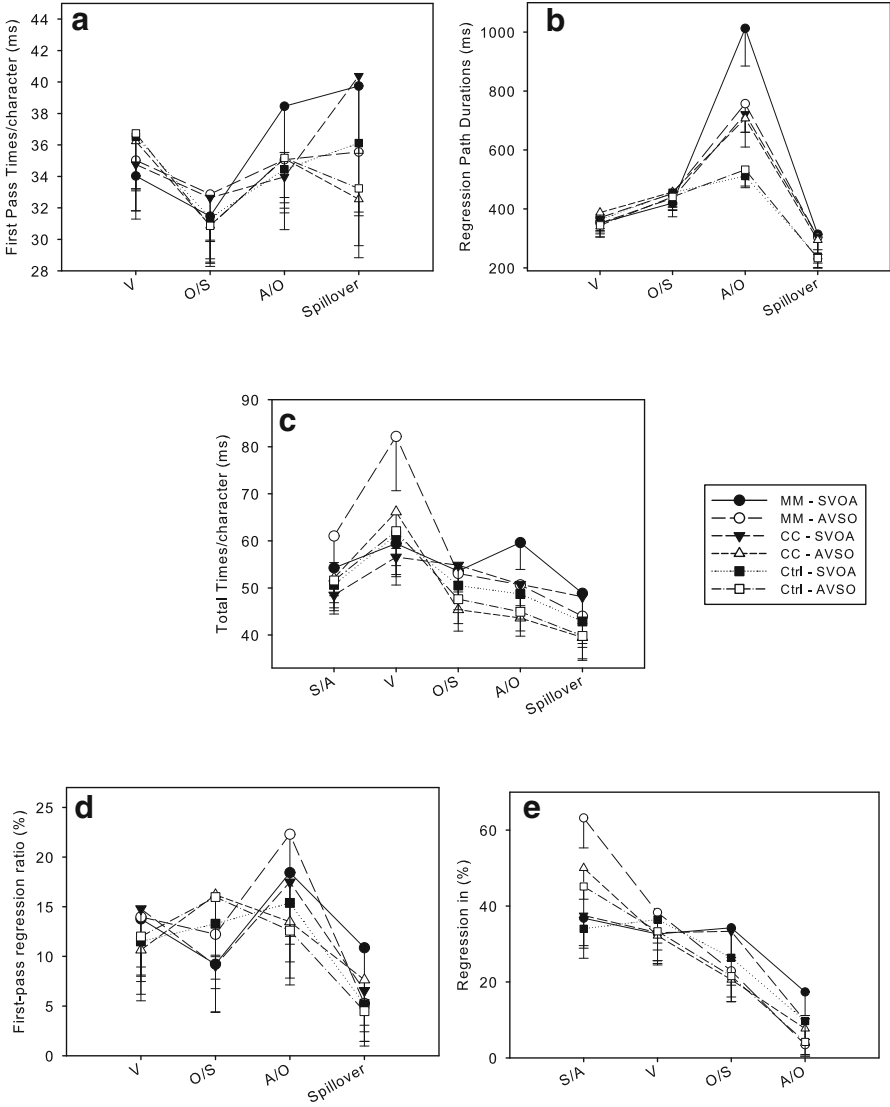 a
First Pass Times/character (ms)
44
42
40
38
36
34
32
30
28
V
O/S
A/O
Spillover
b
Regression Path Durations (ms)
1000
800
600
400
200
V
O/S
A/O
Spillover
c
Total Times/character (ms)
90
80
70
60
50
40
S/A
V
O/S
A/O
Spillover
MM - SVOA
MM - AVSO
CC - SVOA
CC - AVSO
Ctrl - SVOA
Ctrl - AVSO
d
First-pass regression ratio (%)
25
20
15
10
5
0
V
O/S
A/O
Spillover
e
Regression in (%)
60
40
20
0
S/A
V
O/S
A/O